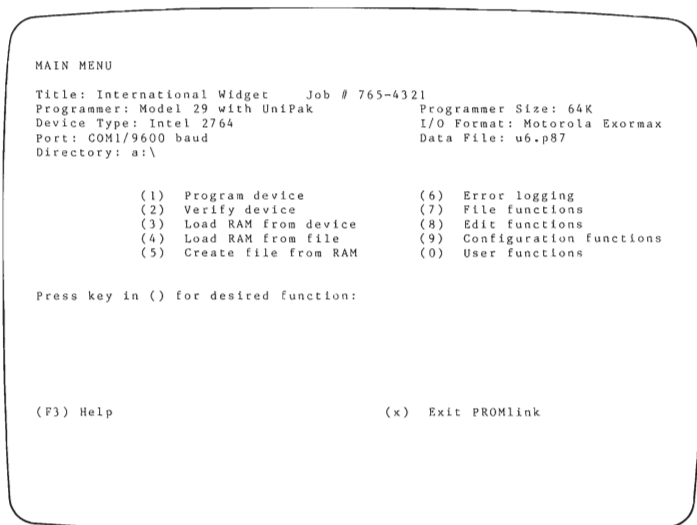 MAIN MENU
Title: International Widget Job # 765-4321
Programmer: Model 29 with UniPak Programmer Size: 64K
Device Type: Intel 2764 I/O Format: Motorola Exormax
Port: COM1/9600 baud Data File: u6.p87
Directory: a:\
(1) Program device (6) Error logging
(2) Verify device (7) File functions
(3) Load RAM from device (8) Edit functions
(4) Load RAM from file (9) Configuration functions
(5) Create file from RAM (0) User functions
Press key in () for desired function:
(F3) Help (x) Exit PROMlink